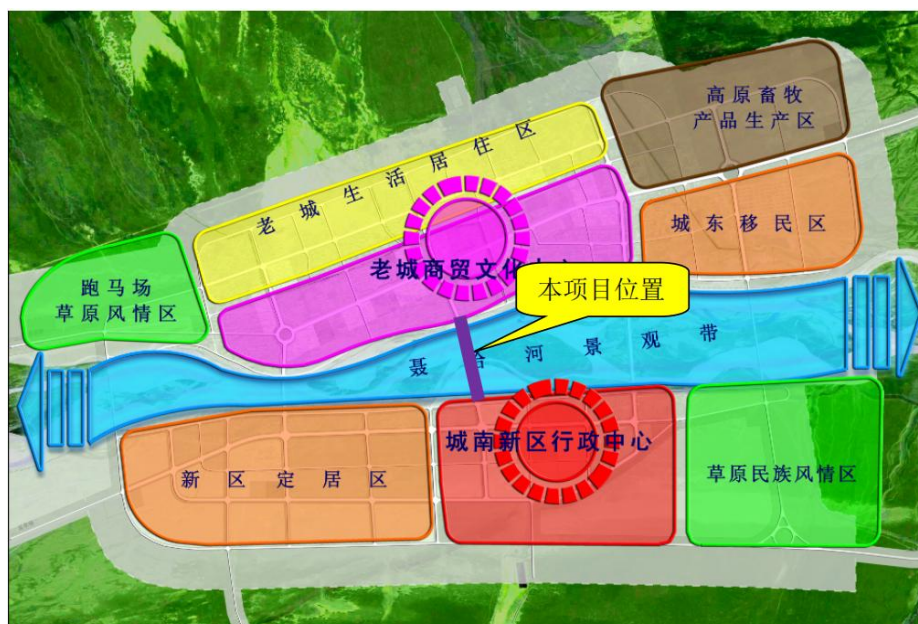 高原畜牧
产品生产区
老城生活居住区
城东移民区
老城商贸文化中心
跑马场
草原风情区
本项目位置
聂恰河景观带
城南新区行政中心
新区定居区
草原民族风情区